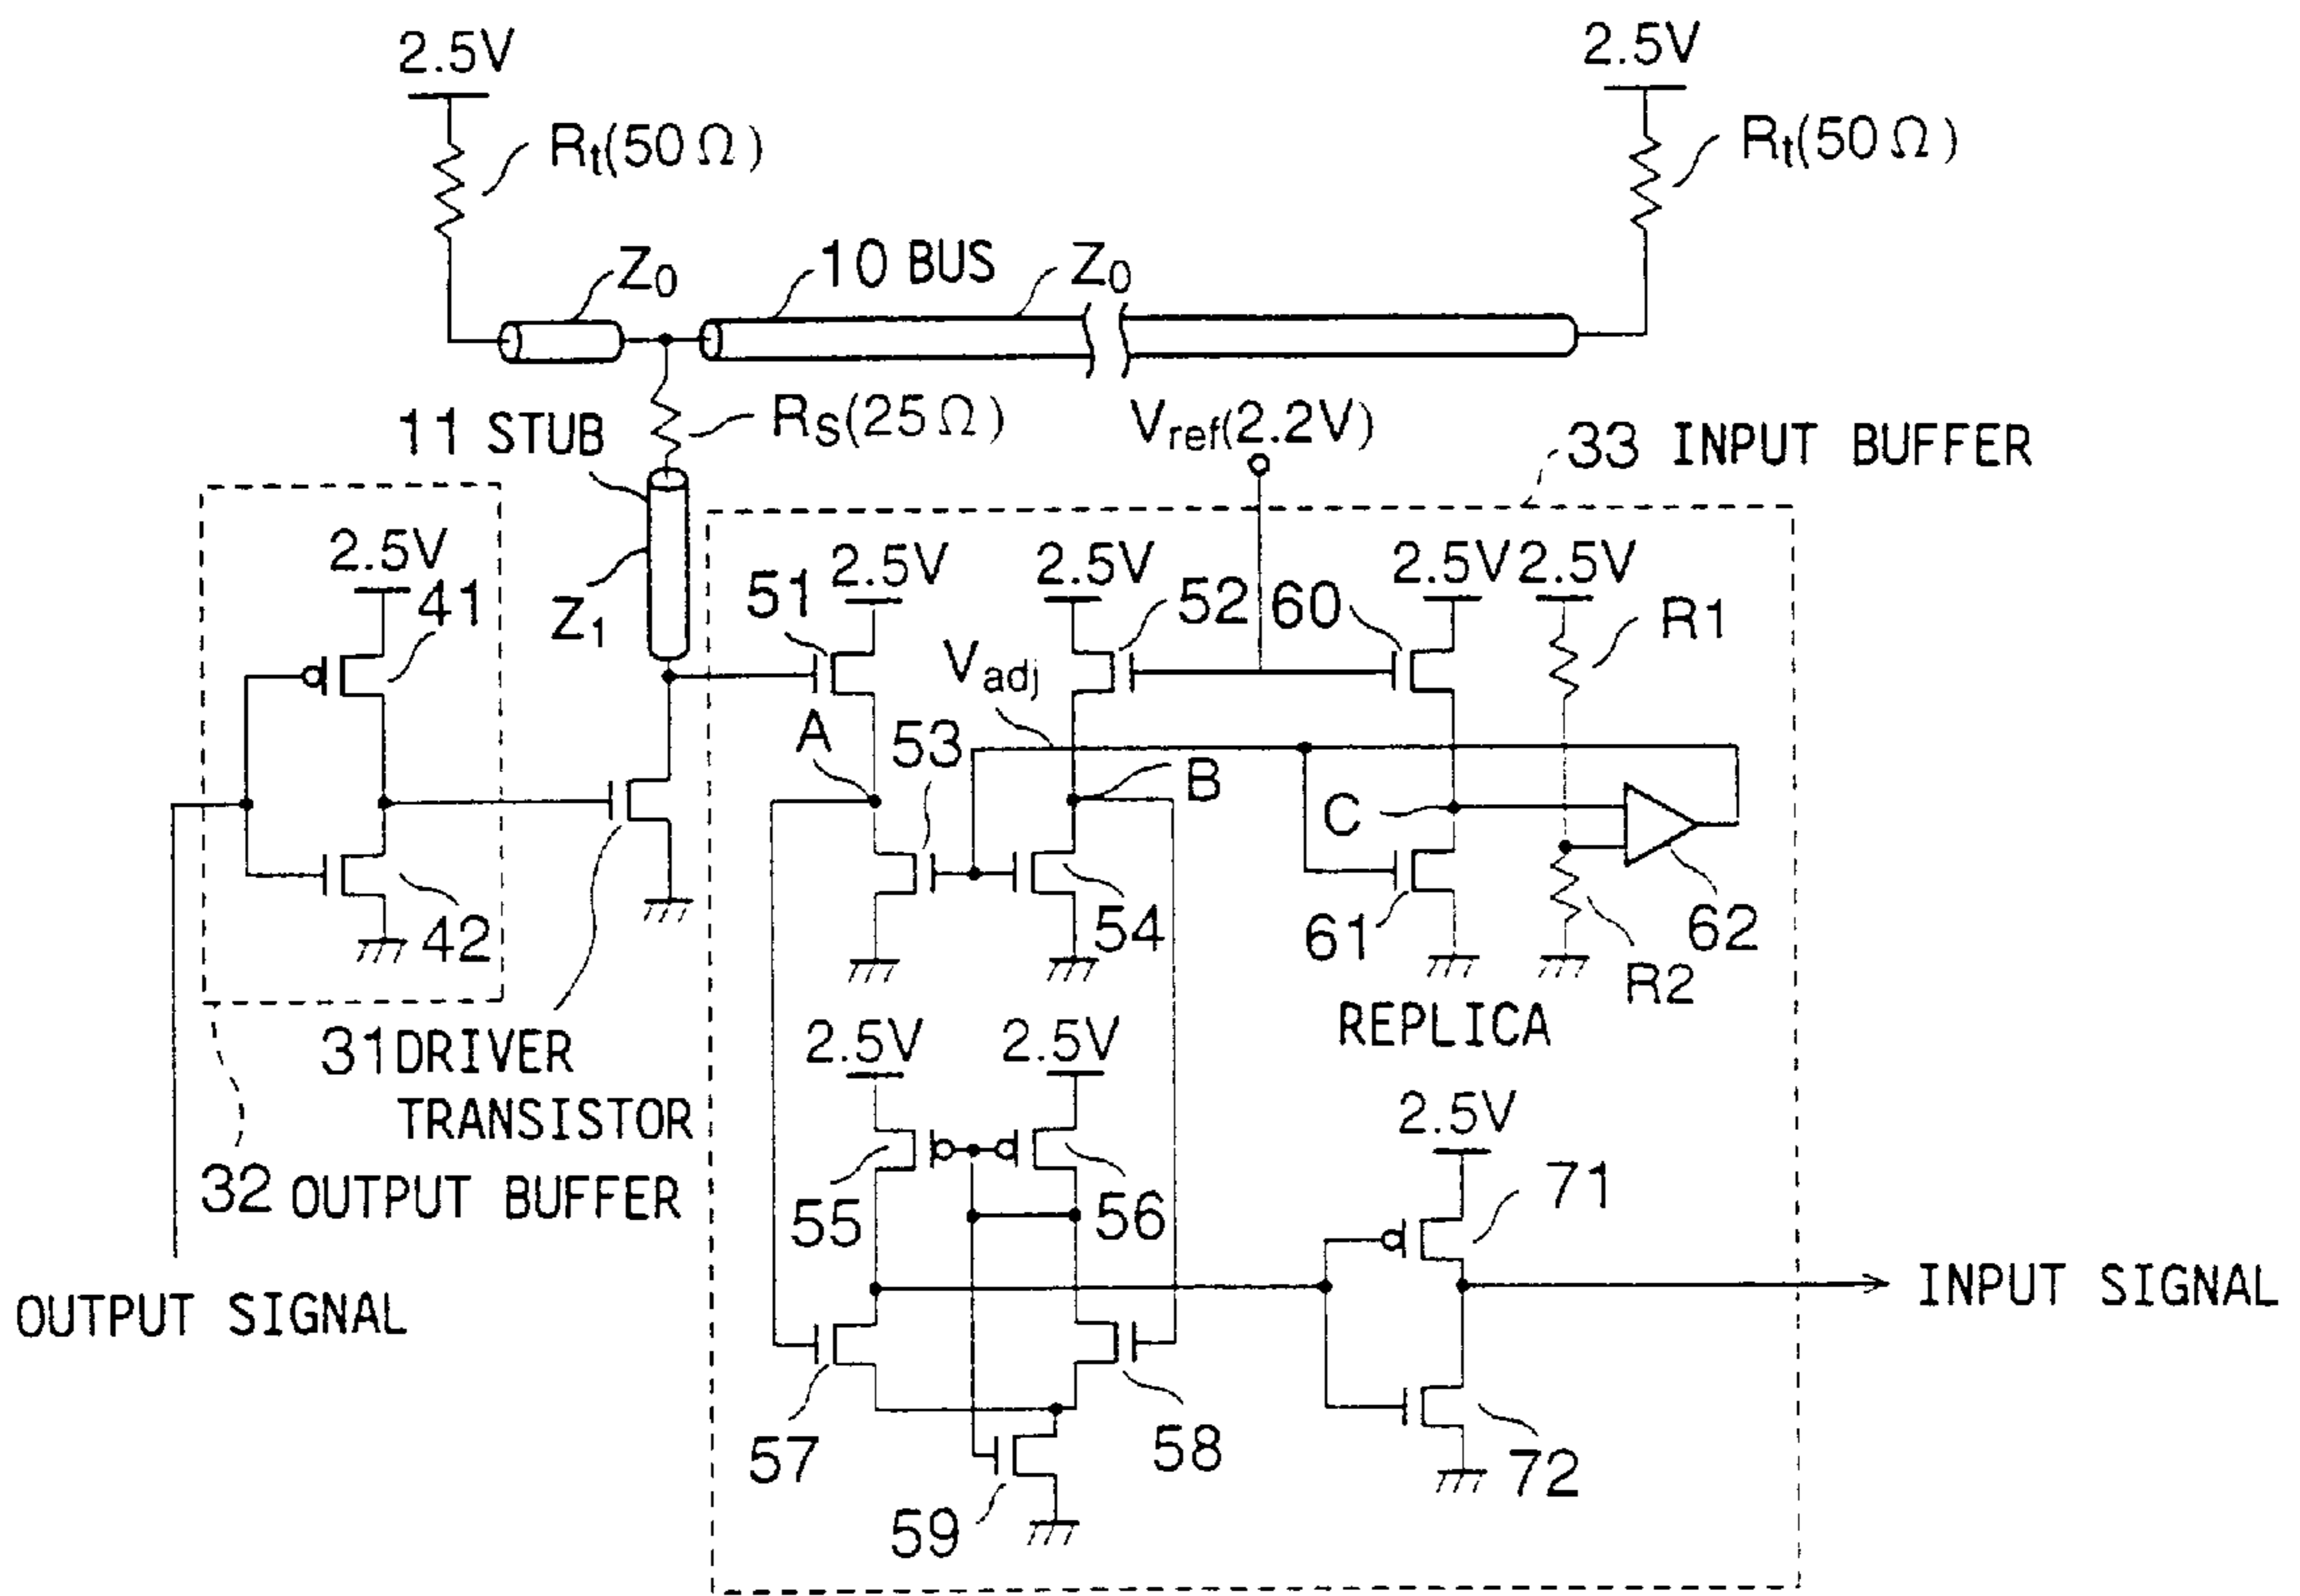 2.5V
2.5V
Rt(50Ω)
Rt(50Ω)
Z0
10 BUS
Z0
11 STUB
RS(25Ω)
Vref(2.2V)
33 INPUT BUFFER
2.5V
41
Z1
51
2.5V
2.5V
52
60
2.5V
2.5V
R1
Vadj
A
53
B
C
42
54
61
62
R2
REPLICA
31 DRIVER
TRANSISTOR
32 OUTPUT BUFFER
2.5V
2.5V
55
56
2.5V
71
OUTPUT SIGNAL
INPUT SIGNAL
57
58
72
59